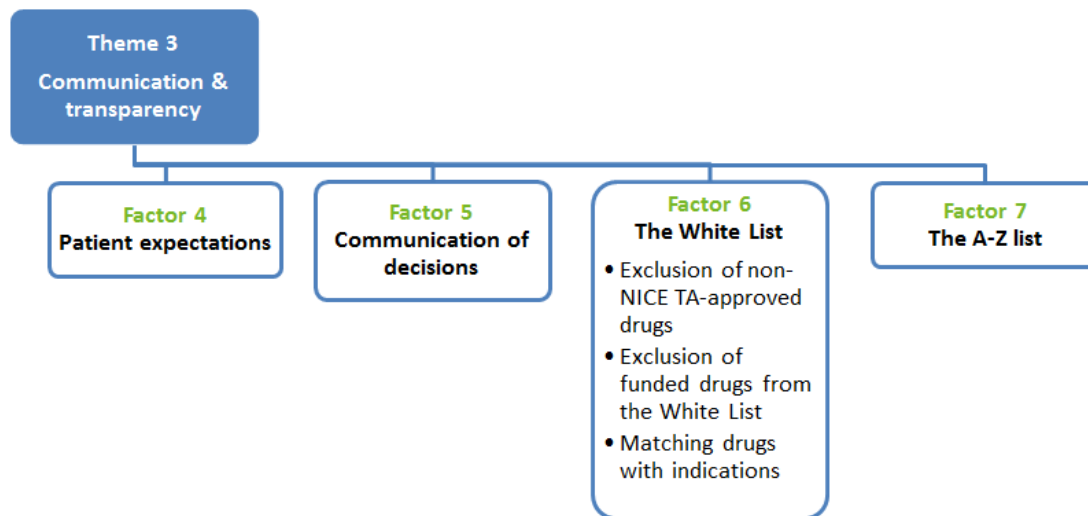 Theme 3
Communication &
transparency
Factor 4
Patient expectations
Factor 5
Communication of
decisions
Factor 6
The White List
• Exclusion of non-
NICE TA-approved
drugs
• Exclusion of
funded drugs from
the White List
• Matching drugs
with indications
Factor 7
The A-Z list